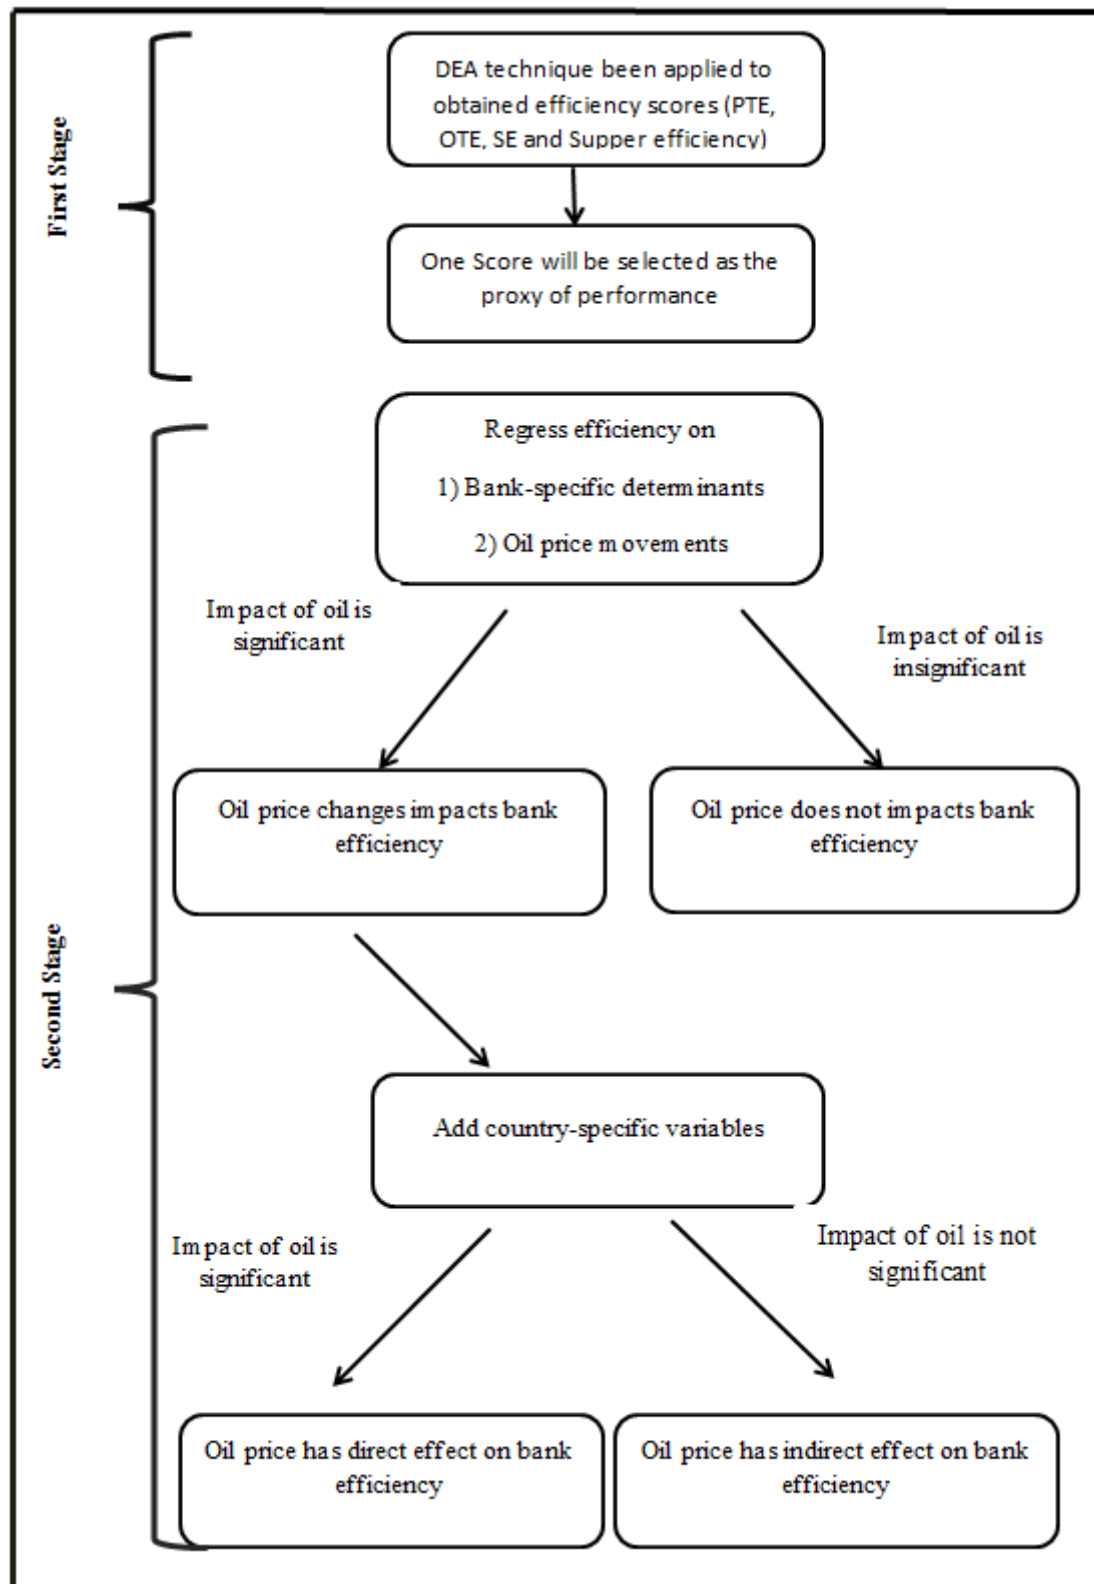 First Stage
DEA technique been applied to
obtained efficiency scores (PTE,
OTE, SE and Supper efficiency)
One Score will be selected as the
proxy of performance
Second Stage
Regress efficiency on
1) Bank-specific determinants
2) Oil price movements
Impact of oil is
significant
Impact of oil is
insignificant
Oil price changes impacts bank
efficiency
Oil price does not impacts bank
efficiency
Add country-specific variables
Impact of oil is
significant
Impact of oil is not
significant
Oil price has direct effect on bank
efficiency
Oil price has indirect effect on bank
efficiency